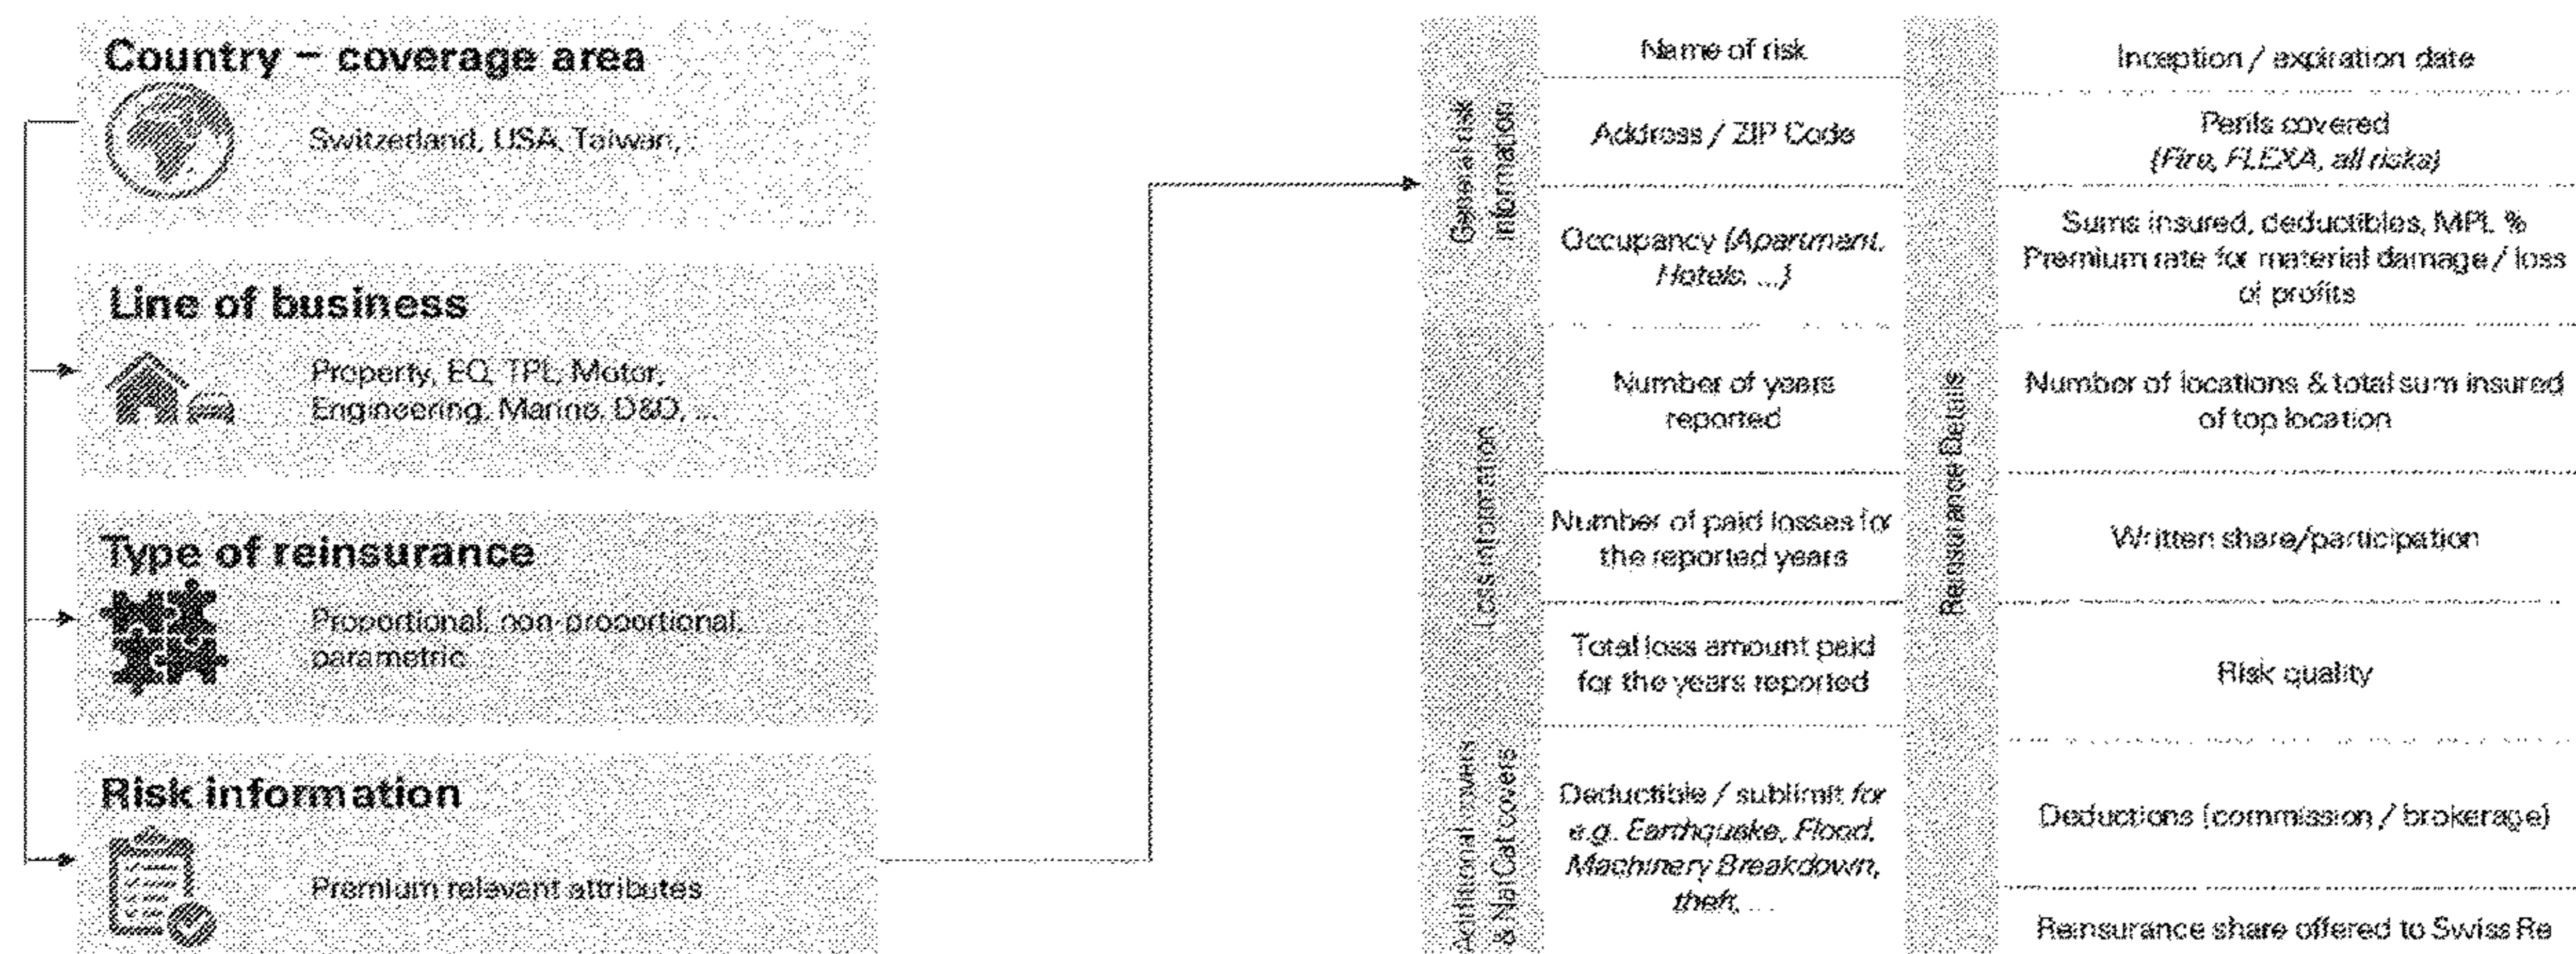 Country – coverage area
Switzerland, USA, Taiwan, .
Line of business
Property, EQ, TPL, Motor,
Engineering, Marine, D&O, ...
Type of reinsurance
Proportional, non-proportional,
parametric
Risk information
Premium relevant attributes
General risk
information
Name of risk
Address / ZIP Code
Occupancy (Apartment,
Hotels, ...)
Loss information
Number of years
reported
Number of paid losses for
the reported years
Total loss amount paid
for the years reported
Additional covers
& NatCat covers
Deductible / sublimit for
e.g. Earthquake, Flood,
Machinery Breakdown,
theft, ...
Reinsurance Details
Inception / expiration date
Perils covered
(Fire, FLEXA, all risks)
Sums insured, deductibles, MPL %
Premium rate for material damage / loss
of profits
Number of locations & total sum insured
of top location
Written share/participation
Risk quality
Deductions (commission / brokerage)
Reinsurance share offered to Swiss Re